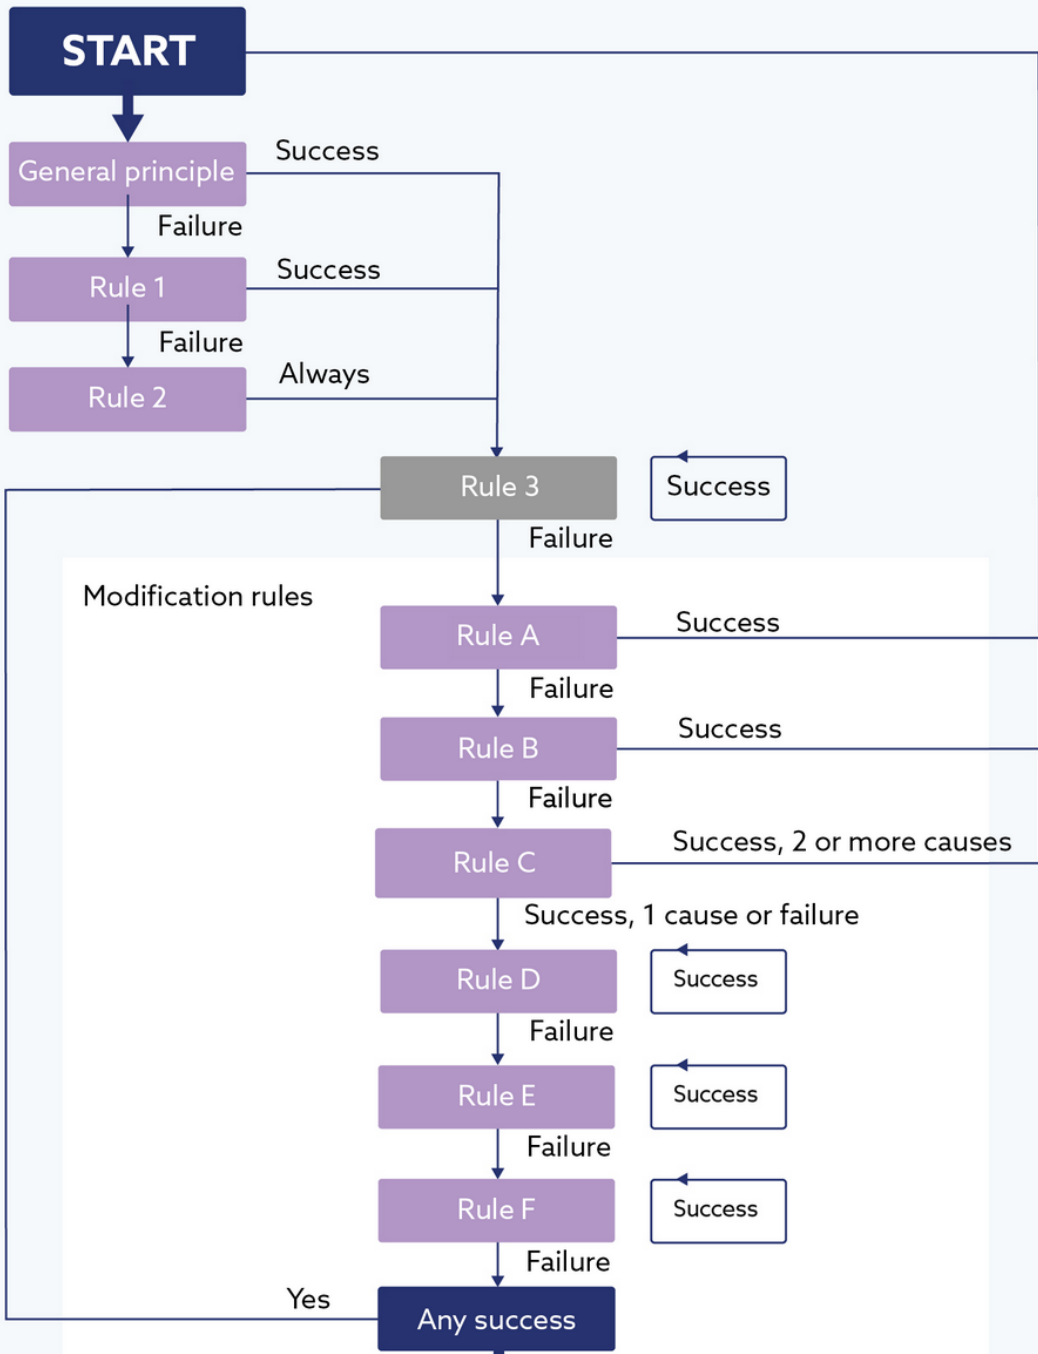 START
General principle
Success
Failure
Rule 1
Success
Failure
Rule 2
Always
Rule 3
Success
Failure
Modification rules
Rule A
Success
Failure
Rule B
Success
Failure
Rule C
Success, 2 or more causes
Success, 1 cause or failure
Rule D
Success
Failure
Rule E
Success
Failure
Rule F
Success
Failure
Yes
Any success